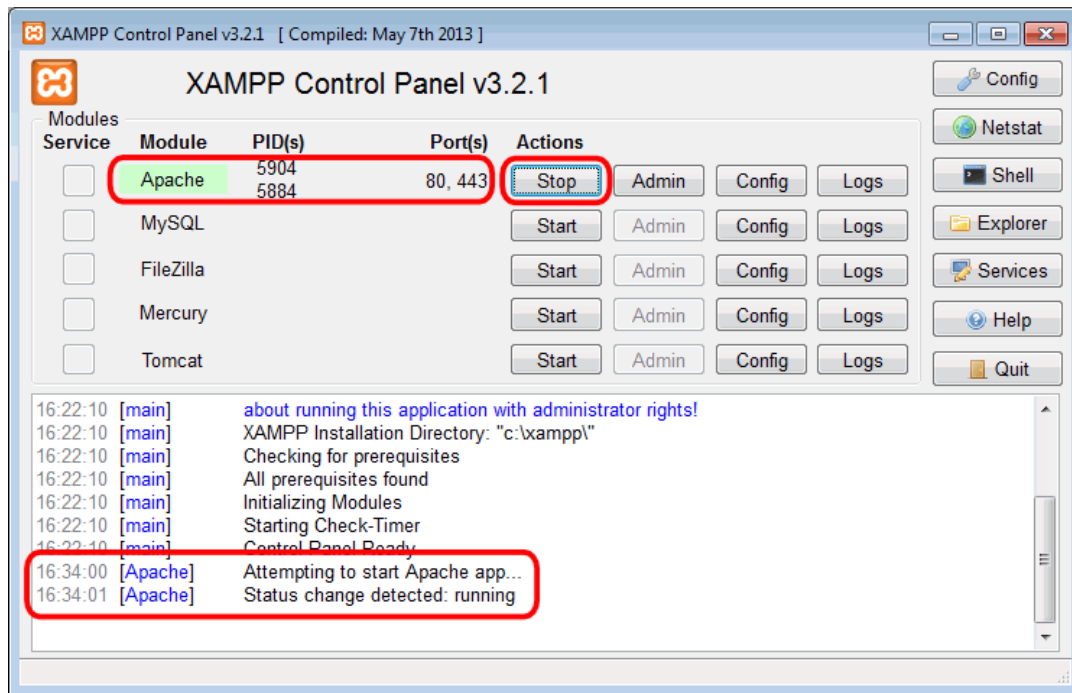 XAMPP Control Panel v3.2.1 [ Compiled: May 7th 2013 ]
XAMPP Control Panel v3.2.1
Config
Modules
Netstat
Service Module PID(s) Port(s) Actions
Apache 5904 5884 80, 443 Stop Admin Config Logs
Shell
MySQL Start Admin Config Logs
Explorer
FileZilla Start Admin Config Logs
Services
Mercury Start Admin Config Logs
Help
Tomcat Start Admin Config Logs
Quit
16:22:10 [main] about running this application with administrator rights!
16:22:10 [main] XAMPP Installation Directory: "c:\xampp\"
16:22:10 [main] Checking for prerequisites
16:22:10 [main] All prerequisites found
16:22:10 [main] Initializing Modules
16:22:10 [main] Starting Check-Timer
16:22:10 [main] Control Panel Ready
16:34:00 [Apache] Attempting to start Apache app...
16:34:01 [Apache] Status change detected: running